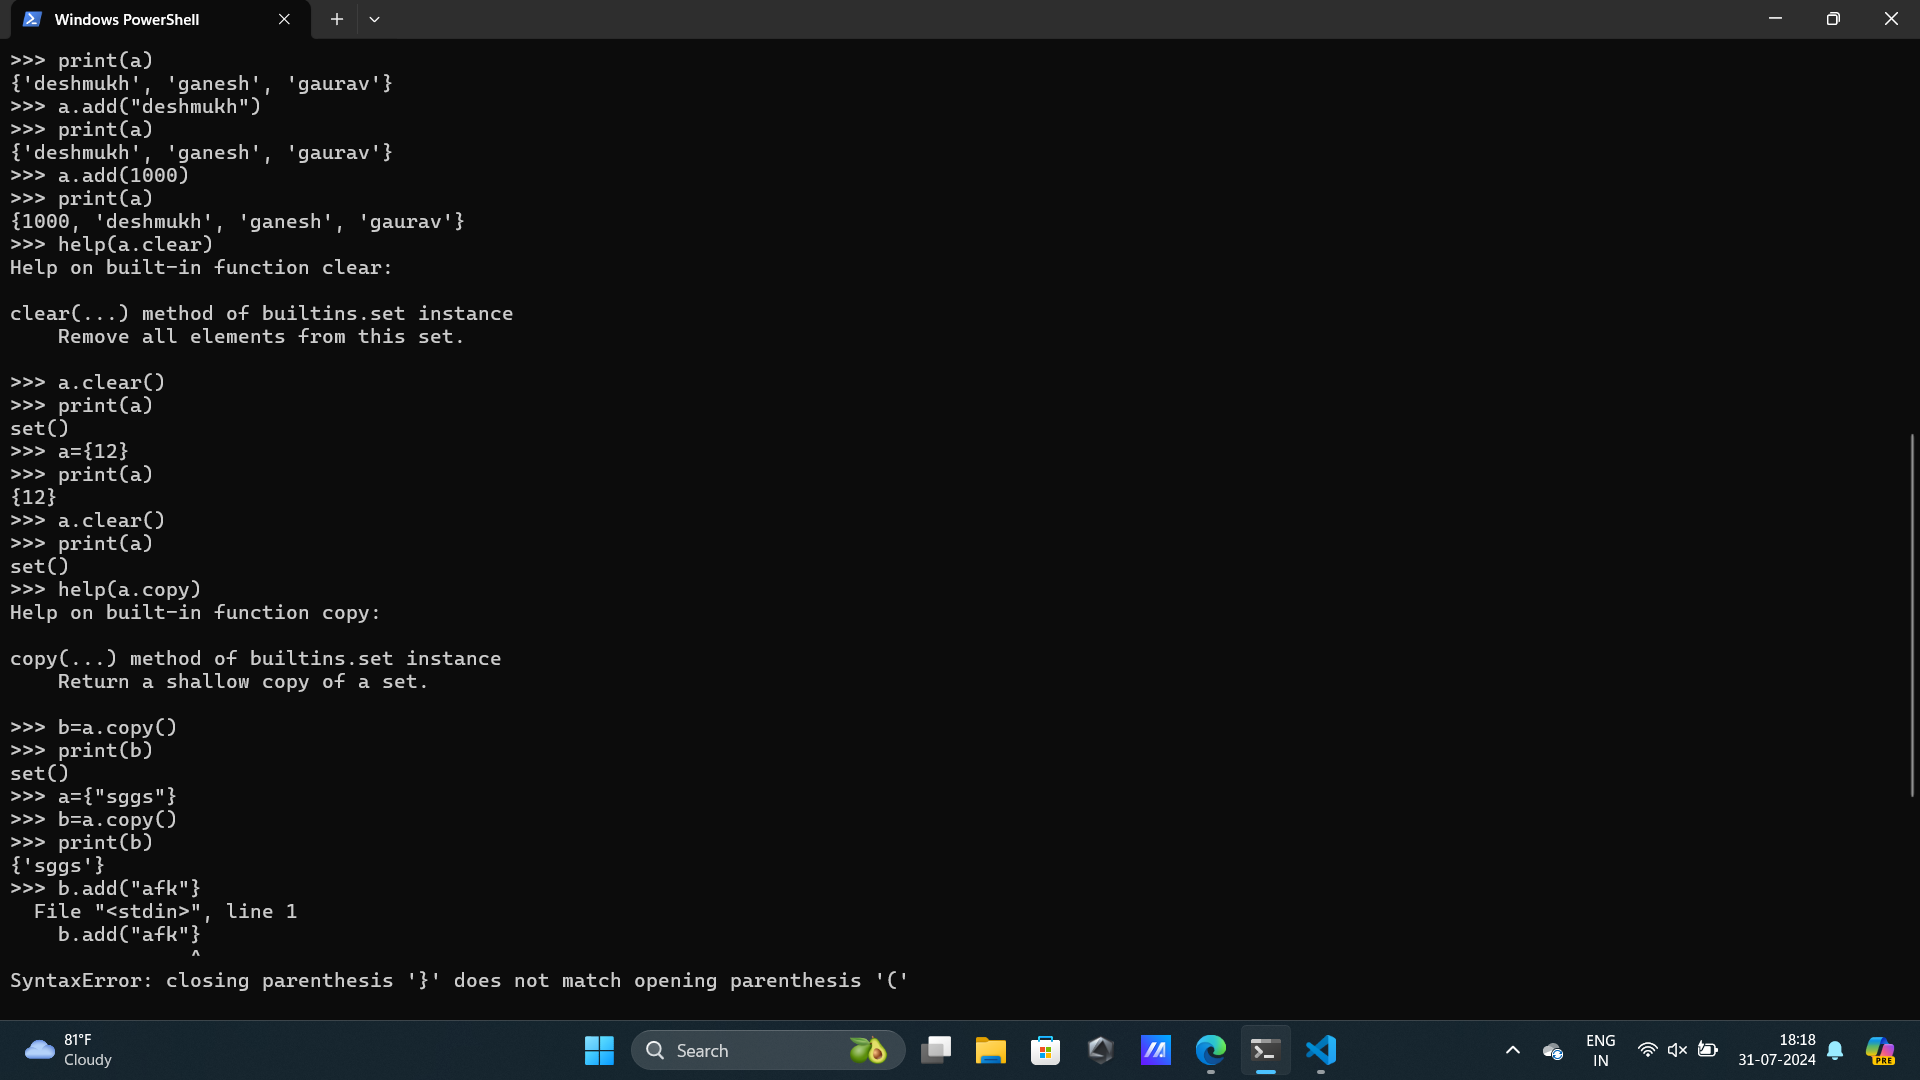 Windows PowerShell
>>> print(a)
{'deshmukh', 'ganesh', 'gaurav'}
>>> a.add("deshmukh")
>>> print(a)
{'deshmukh', 'ganesh', 'gaurav'}
>>> a.add(1000)
>>> print(a)
{1000, 'deshmukh', 'ganesh', 'gaurav'}
>>> help(a.clear)
Help on built-in function clear:

clear(...) method of builtins.set instance
    Remove all elements from this set.

>>> a.clear()
>>> print(a)
set()
>>> a={12}
>>> print(a)
{12}
>>> a.clear()
>>> print(a)
set()
>>> help(a.copy)
Help on built-in function copy:

copy(...) method of builtins.set instance
    Return a shallow copy of a set.

>>> b=a.copy()
>>> print(b)
set()
>>> a={"sggs"}
>>> b=a.copy()
>>> print(b)
{'sggs'}
>>> b.add("afk"}
  File "<stdin>", line 1
    b.add("afk"}
               ^
SyntaxError: closing parenthesis '}' does not match opening parenthesis '('
81°F
Cloudy
Search
ENG
IN
18:18
31-07-2024
PRE